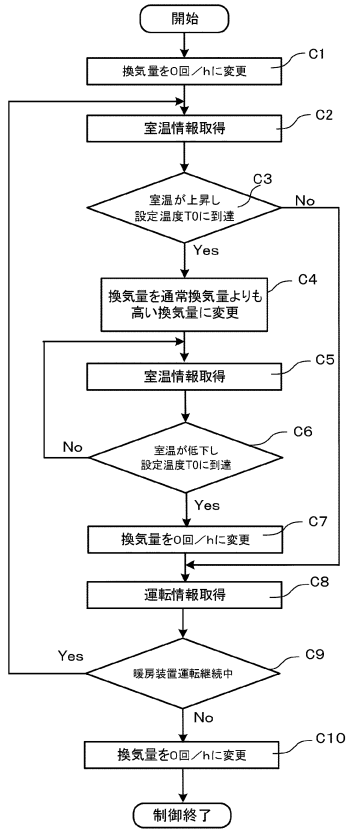 開始
C1
換気量を0回/hに変更
C2
室温情報取得
C3
室温が上昇し
設定温度T0に到達
No
Yes
C4
換気量を通常換気量よりも
高い換気量に変更
C5
室温情報取得
C6
室温が低下し
設定温度T0に到達
No
Yes
C7
換気量を0回/hに変更
C8
運転情報取得
C9
Yes
暖房装置運転継続中
No
C10
換気量を0回/hに変更
制御終了